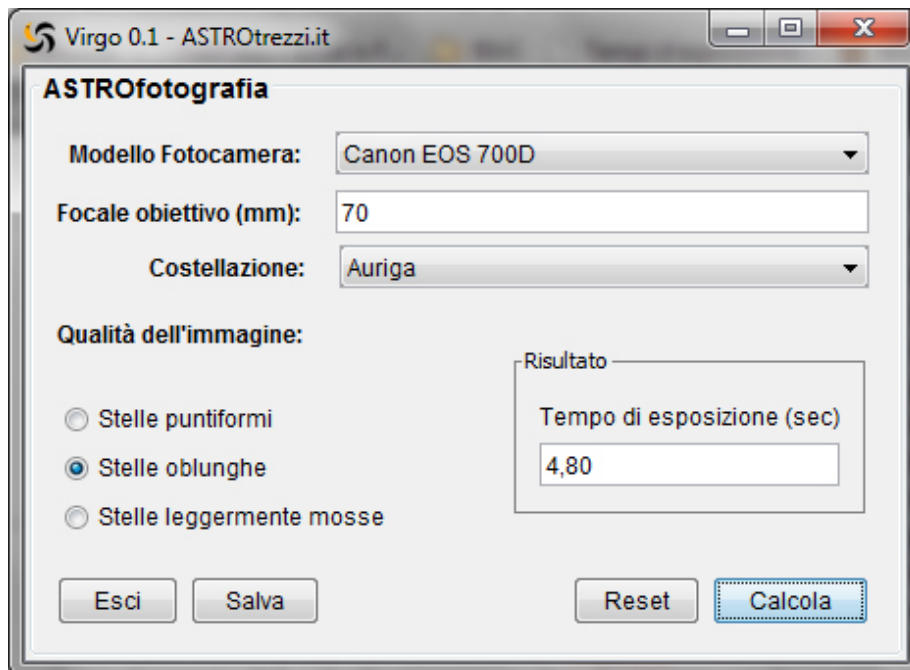 Virgo 0.1 - ASTROtrezzi.it
ASTROfotografia
Modello Fotocamera: Canon EOS 700D
Focale obiettivo (mm): 70
Costellazione: Auriga
Qualità dell'immagine:
Risultato
Stelle puntiformi
Tempo di esposizione (sec)
Stelle oblunghe
4,80
Stelle leggermente mosse
Esci Salva Reset Calcola